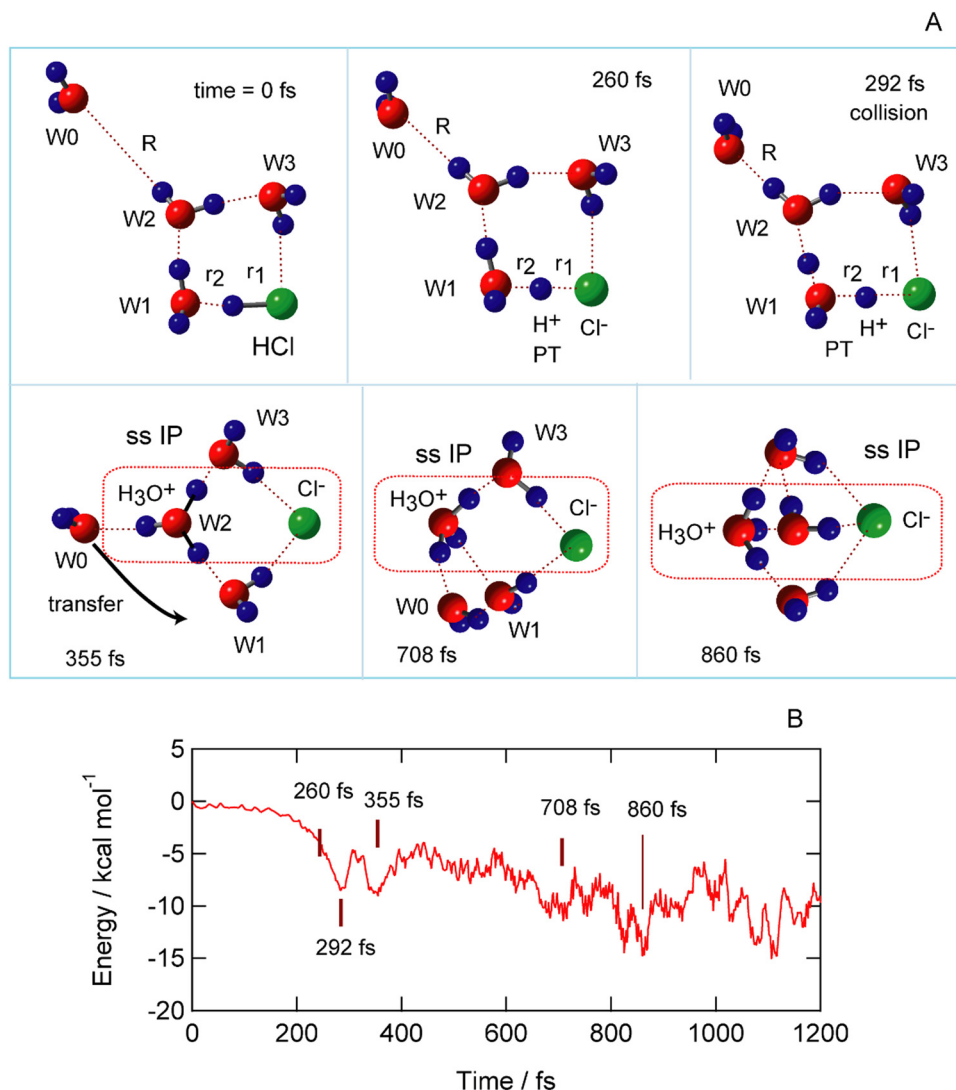 A
time = 0 fs
W0
R
W3
W2
r2
r1
W1
HCl
260 fs
W0
R
W3
W2
r2
r1
W1
H+
Cl-
PT
292 fs
collision
W0
R
W3
W2
r2
r1
W1
H+
Cl-
PT
ss IP
W3
H3O+
Cl-
W2
W0
transfer
W1
355 fs
ss IP
W3
H3O+
Cl-
W0
W1
708 fs
ss IP
H3O+
Cl-
860 fs
B
Energy / kcal mol-1
5
0
-5
-10
-15
-20
260 fs
355 fs
708 fs
860 fs
292 fs
0
200
400
600
800
1000
1200
Time / fs